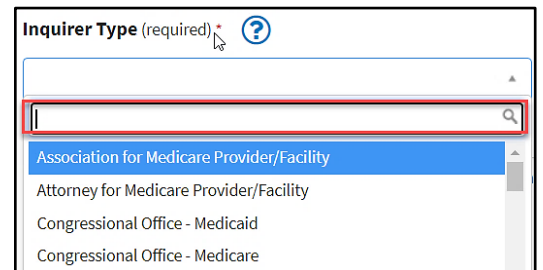 Inquirer Type (required) * ?
Association for Medicare Provider/Facility
Attorney for Medicare Provider/Facility
Congressional Office - Medicaid
Congressional Office - Medicare